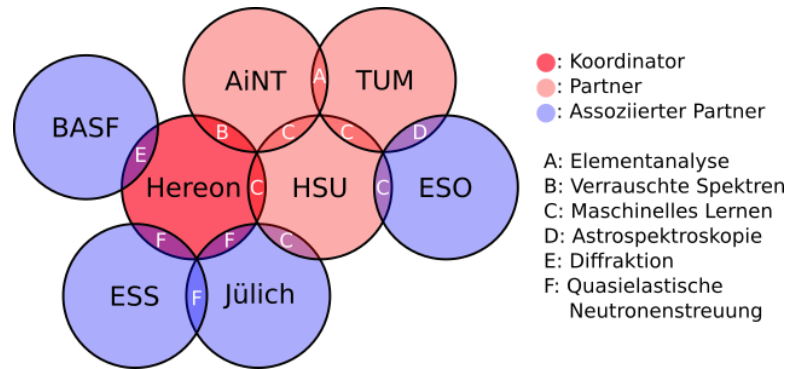 AiNT
A
TUM
BASF
B
C
C
D
E
Hereon
C
HSU
C
ESO
F
F
C
ESS
F
Jülich
: Koordinator
: Partner
: Assoziierter Partner
A: Elementanalyse
B: Verrauschte Spektren
C: Maschinelles Lernen
D: Astrospektroskopie
E: Diffraktion
F: Quasielastische
Neutronenstreuung